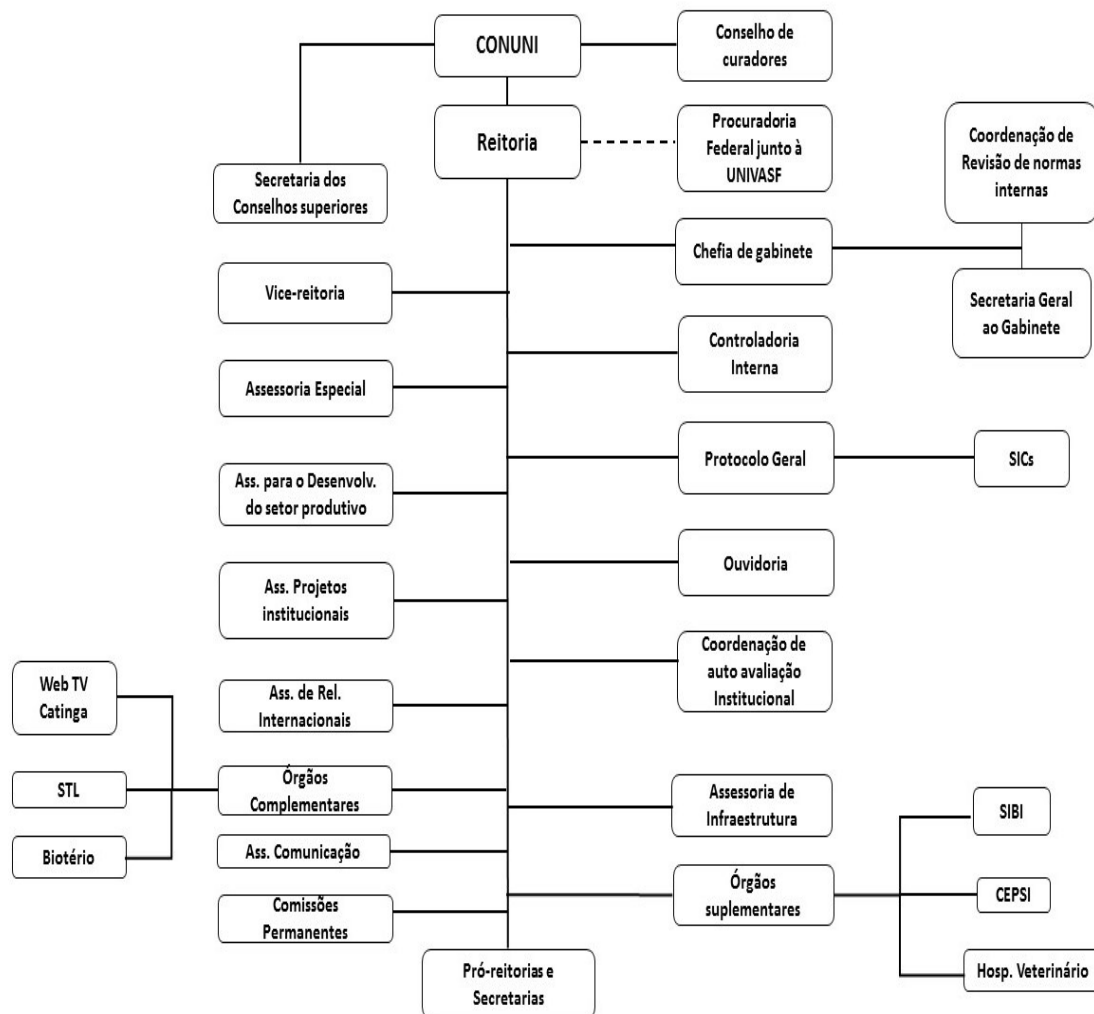 CONUNI
Conselho de
curadores
Reitoria
Procuradoria
Federal junto à
UNIVASF
Coordenação de
Revisão de normas
internas
Secretaria dos
Conselhos superiores
Chefia de gabinete
Vice-reitoria
Secretaria Geral
ao Gabinete
Controladoria
Interna
Assessoria Especial
Protocolo Geral
SICs
Ass. para o Desenvolv.
do setor produtivo
Ouvidoria
Ass. Projetos
institucionais
Coordenação de
auto avaliação
Institucional
Web TV
Catinga
Ass. de Rel.
Internacionais
STL
Órgãos
Complementares
Assessoria de
Infraestrutura
SIBI
Biotério
Ass. Comunicação
Órgãos
suplementares
CEPSI
Comissões
Permanentes
Pró-reitorias e
Secretarias
Hosp. Veterinário